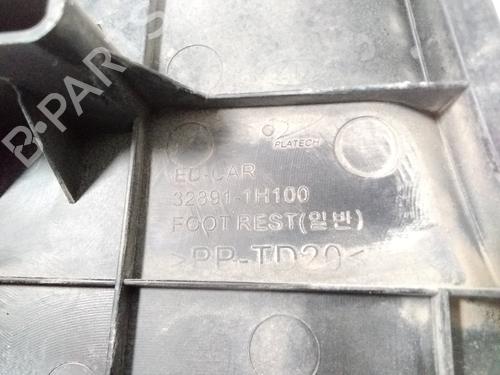 PLATECH
ED-CAR
32891-1H100
FOOT REST(일반)
>PP-TD20<
B-PARTS